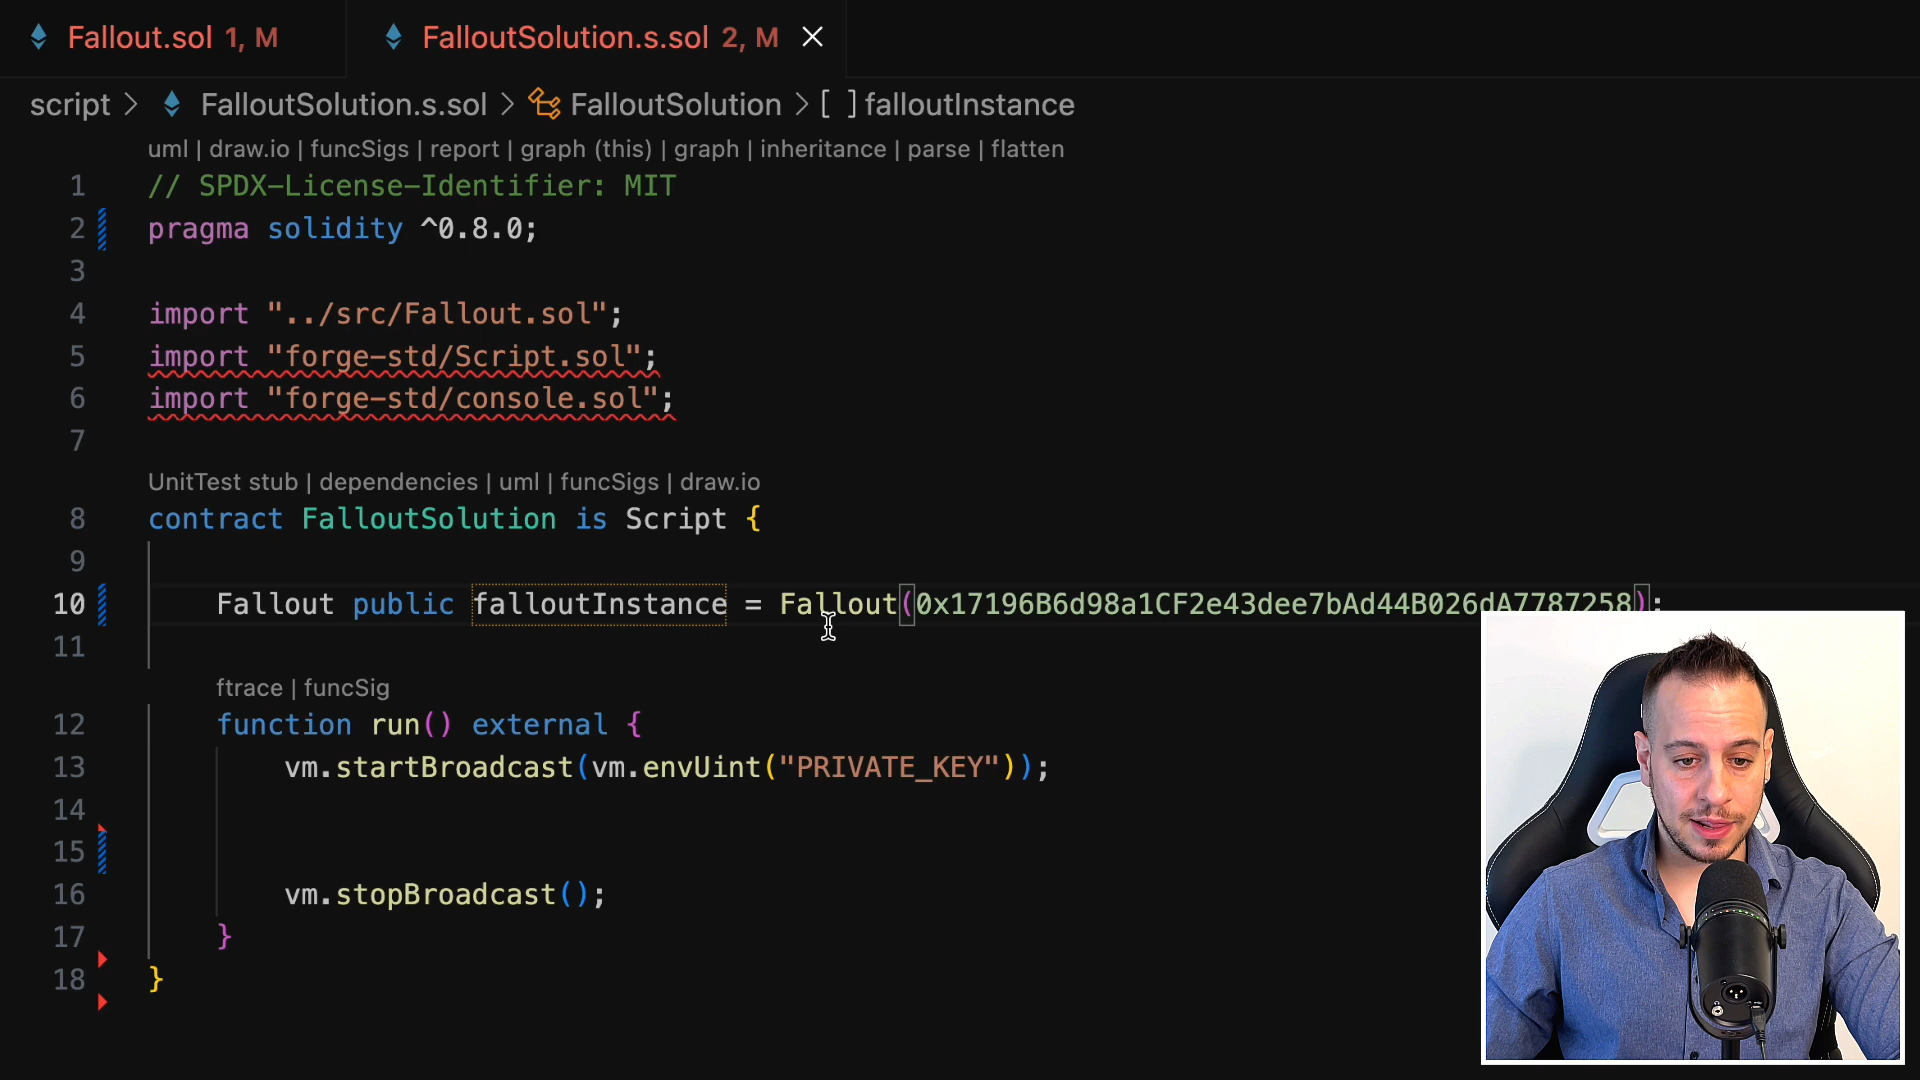 Fallout.sol 1, M
FalloutSolution.s.sol 2, M
script > FalloutSolution.s.sol > FalloutSolution > [ ] falloutInstance
uml | draw.io | funcSigs | report | graph (this) | graph | inheritance | parse | flatten
1 // SPDX-License-Identifier: MIT
2 pragma solidity ^0.8.0;
3
4 import "../src/Fallout.sol";
5 import "forge-std/Script.sol";
6 import "forge-std/console.sol";
7
UnitTest stub | dependencies | uml | funcSigs | draw.io
8 contract FalloutSolution is Script {
9
10 Fallout public falloutInstance = Fallout(0x17196B6d98a1CF2e43dee7bAd44B026dA7787258);
11
ftrace | funcSig
12 function run() external {
13 vm.startBroadcast(vm.envUint("PRIVATE_KEY"));
14
15
16 vm.stopBroadcast();
17 }
18 }